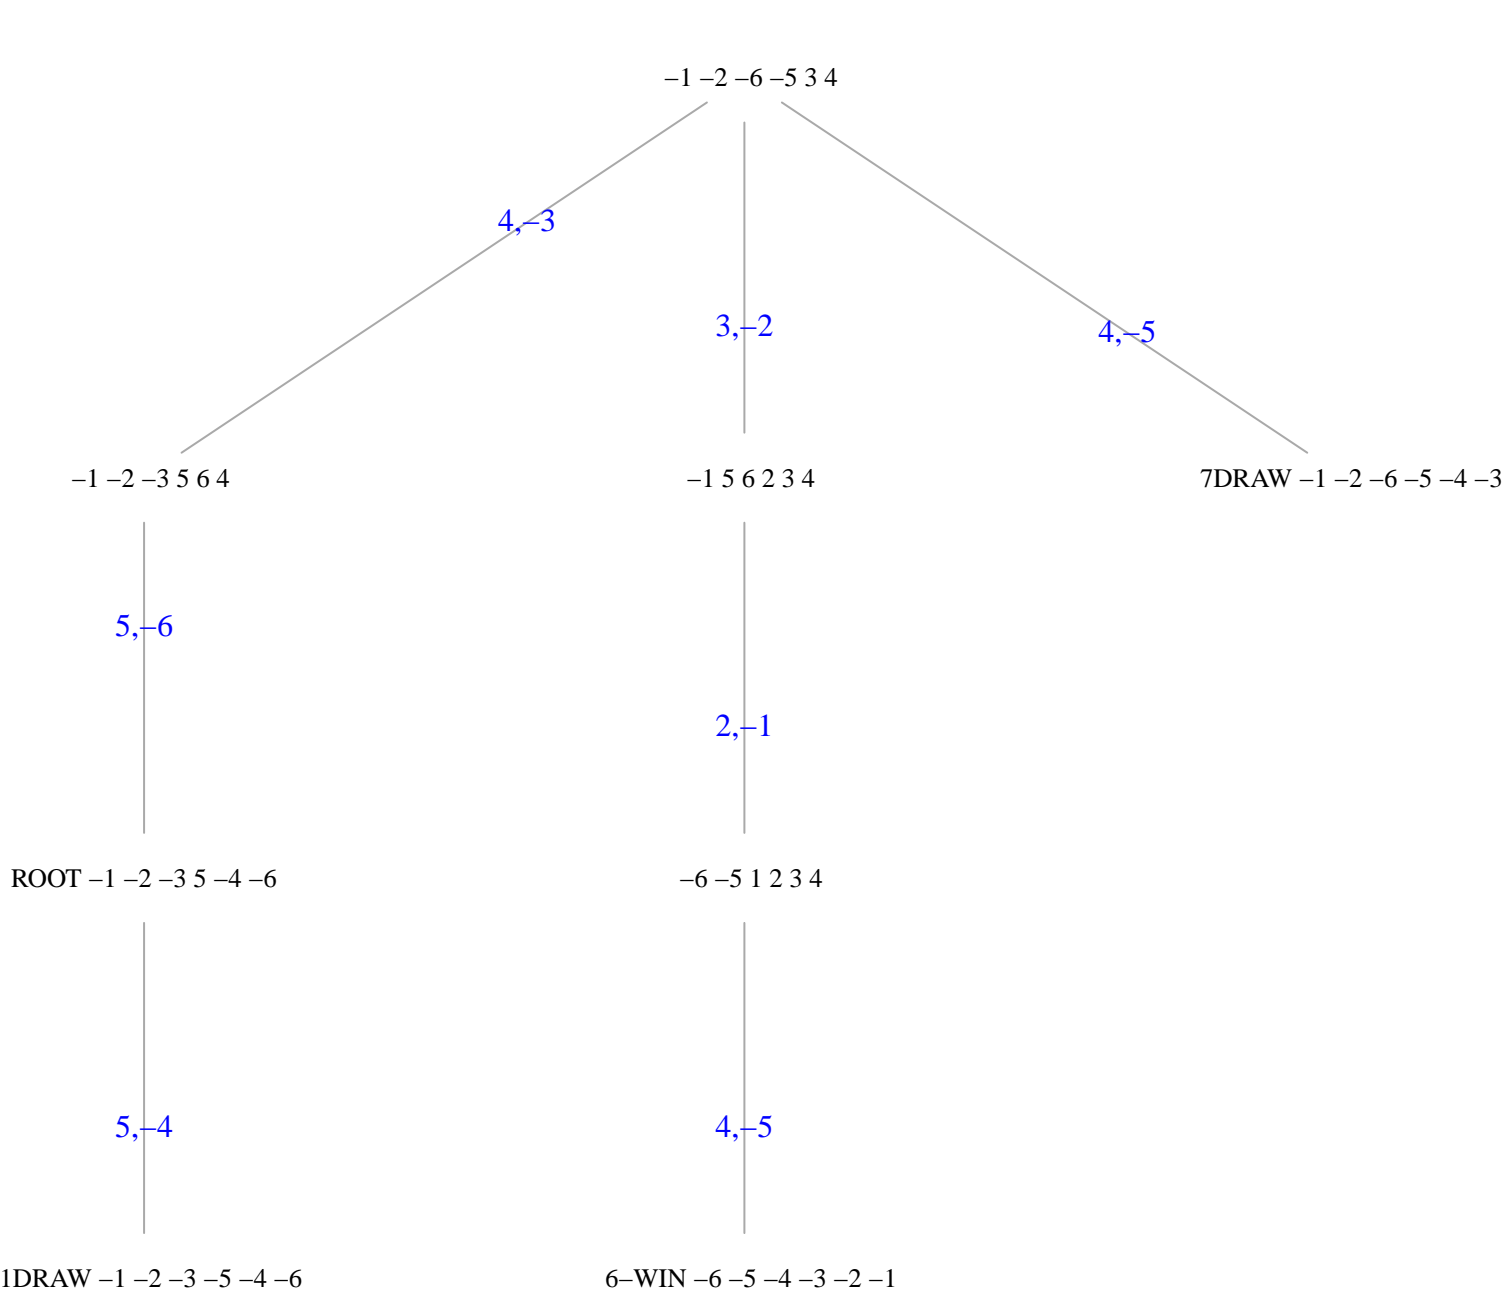 –1 –2 –6 –5 3 4
4,–3
3,–2
4,–5
–1 –2 –3 5 6 4
–1 5 6 2 3 4
7DRAW –1 –2 –6 –5 –4 –3
5,–6
2,–1
ROOT –1 –2 –3 5 –4 –6
–6 –5 1 2 3 4
5,–4
4,–5
1DRAW –1 –2 –3 –5 –4 –6
6–WIN –6 –5 –4 –3 –2 –1